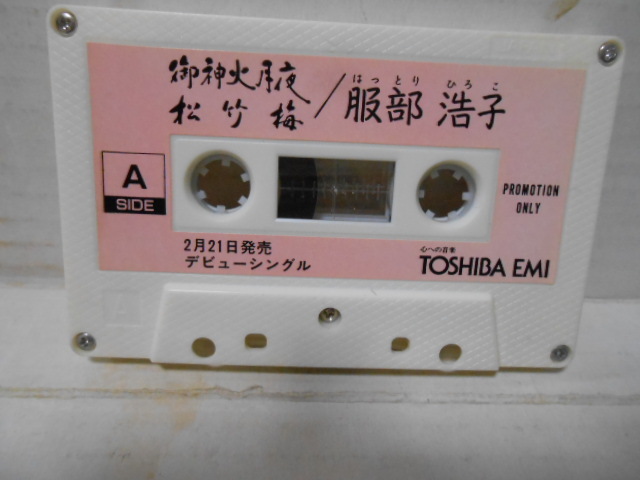 御神火月夜
松竹梅/服部 浩子
はっとり ひろこ
A
SIDE
PROMOTION
ONLY
2月21日発売
デビューシングル
心への音楽
TOSHIBA EMI